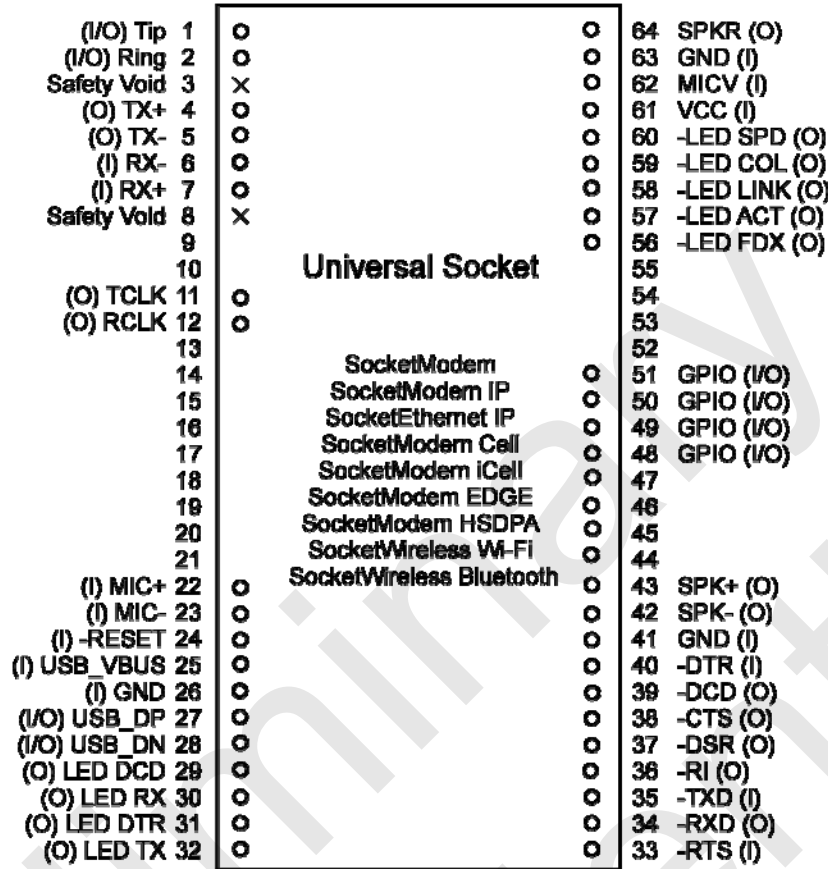 (I/O) Tip 1 64 SPKR (O)
(I/O) Ring 2 63 GND (I)
Safety Void 3 62 MICV (I)
(O) TX+ 4 61 VCC (I)
(O) TX- 5 60 -LED SPD (O)
(I) RX- 6 59 -LED COL (O)
(I) RX+ 7 58 -LED LINK (O)
Safety Void 8 57 -LED ACT (O)
9 56 -LED FDX (O)
10 Universal Socket 55
(O) TCLK 11 54
(O) RCLK 12 53
13 52
SocketModem
14 51 GPIO (I/O)
SocketModem IP
15 50 GPIO (I/O)
SocketEthernet IP
16 49 GPIO (I/O)
SocketModem Cell
17 48 GPIO (I/O)
SocketModem iCell
18 47
SocketModem EDGE
19 46
SocketModem HSDPA
20 45
SocketWireless Wi-Fi
21 44
SocketWireless Bluetooth
(I) MIC+ 22 43 SPK+ (O)
(I) MIC- 23 42 SPK- (O)
(I) -RESET 24 41 GND (I)
(I) USB_VBUS 25 40 -DTR (I)
(I) GND 26 39 -DCD (O)
(I/O) USB_DP 27 38 -CTS (O)
(I/O) USB_DN 28 37 -DSR (O)
(O) LED DCD 29 36 -RI (O)
(O) LED RX 30 35 -TXD (I)
(O) LED DTR 31 34 -RXD (O)
(O) LED TX 32 33 -RTS (I)